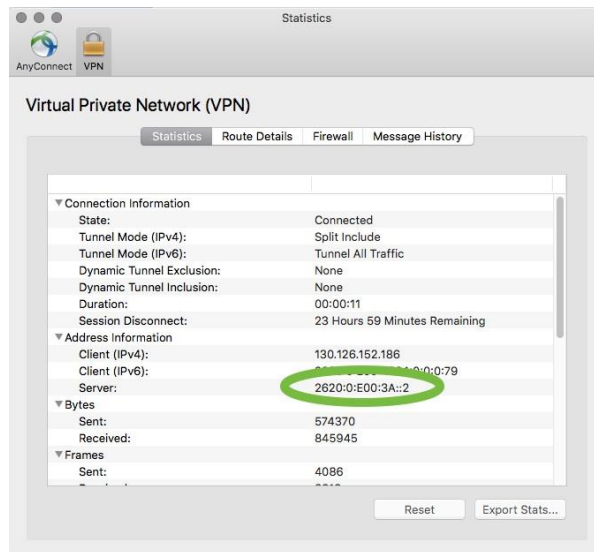 Statistics
AnyConnect VPN
Virtual Private Network (VPN)
Statistics Route Details Firewall Message History
Connection Information
State: Connected
Tunnel Mode (IPv4): Split Include
Tunnel Mode (IPv6): Tunnel All Traffic
Dynamic Tunnel Exclusion: None
Dynamic Tunnel Inclusion: None
Duration: 00:00:11
Session Disconnect: 23 Hours 59 Minutes Remaining
Address Information
Client (IPv4): 130.126.152.186
Client (IPv6):
Server: 2620:0:E00:3A::2
Bytes
Sent: 574370
Received: 845945
Frames
Sent: 4086
Reset Export Stats...